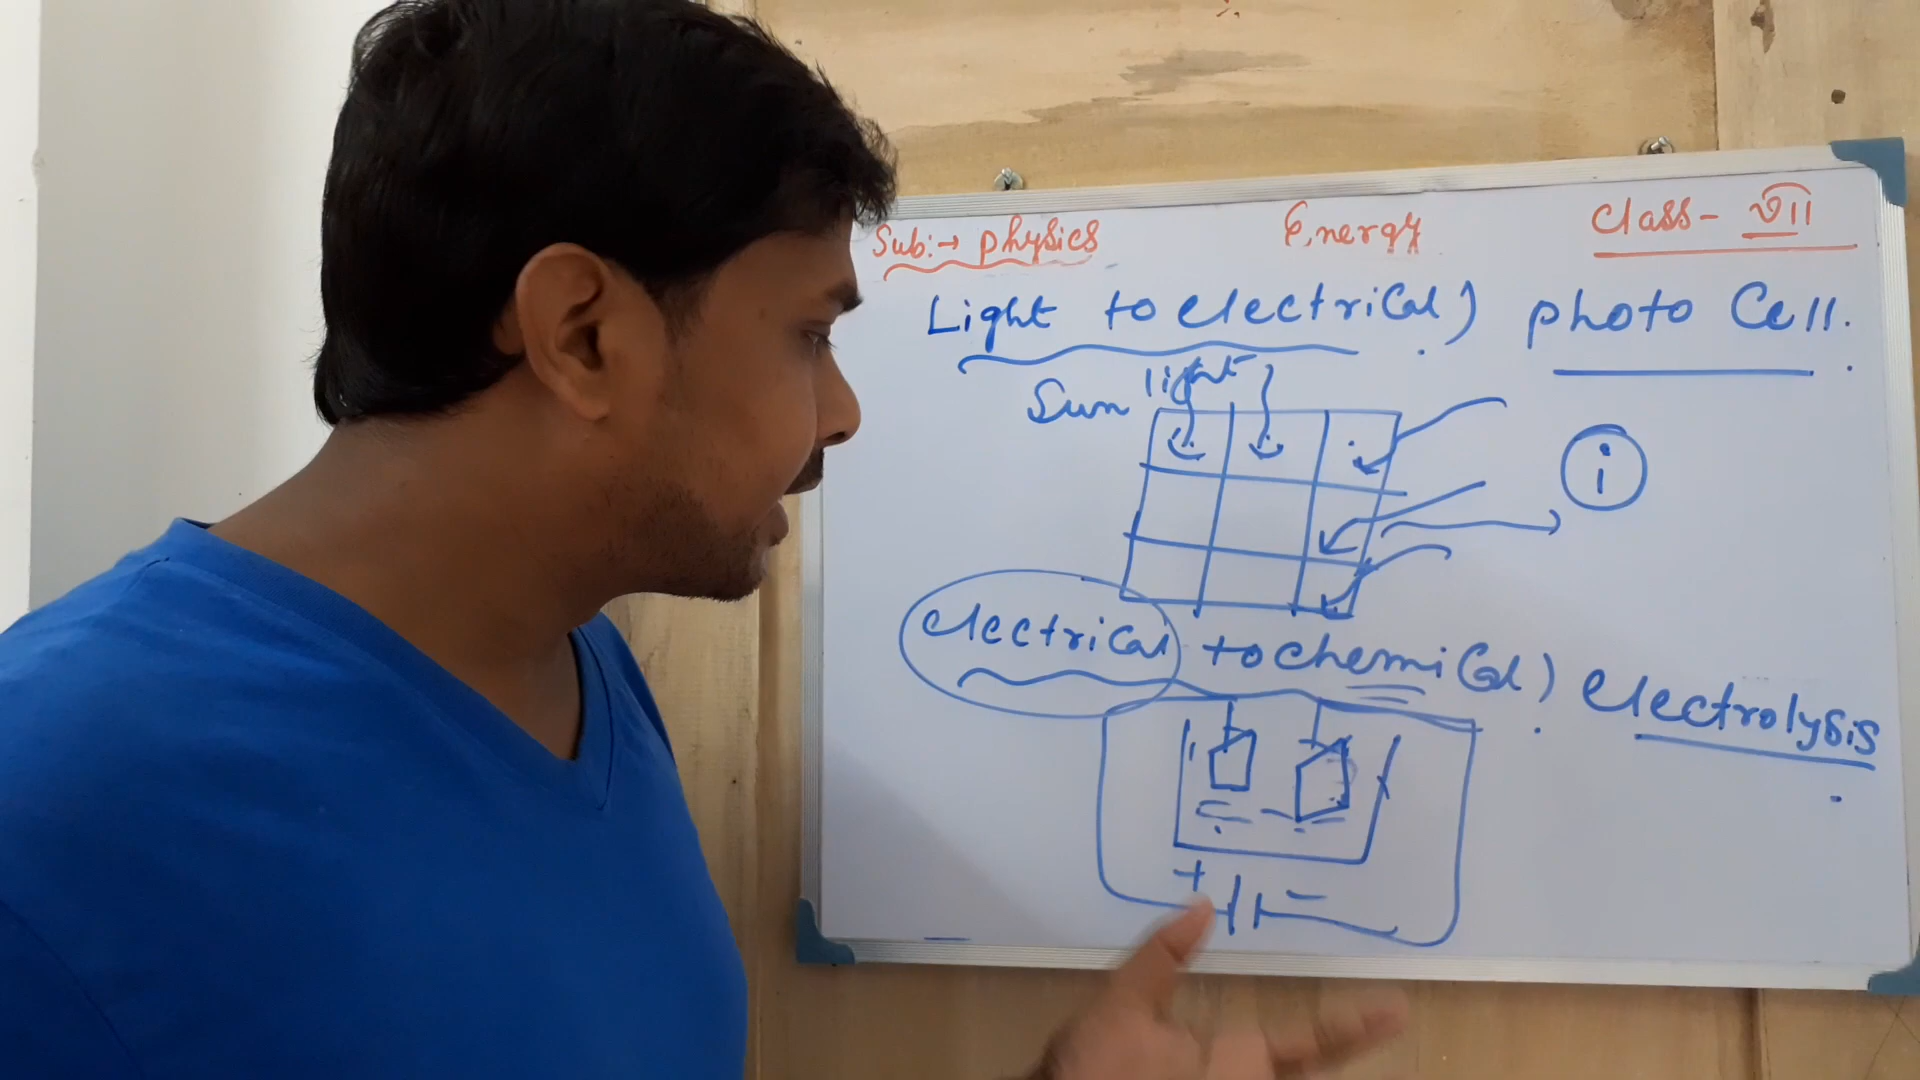 Sub:→ physics Energy Class- VII
Light to electrical) photo Cell.
Sun light
i
electrical to chemical) electrolysis
+ -